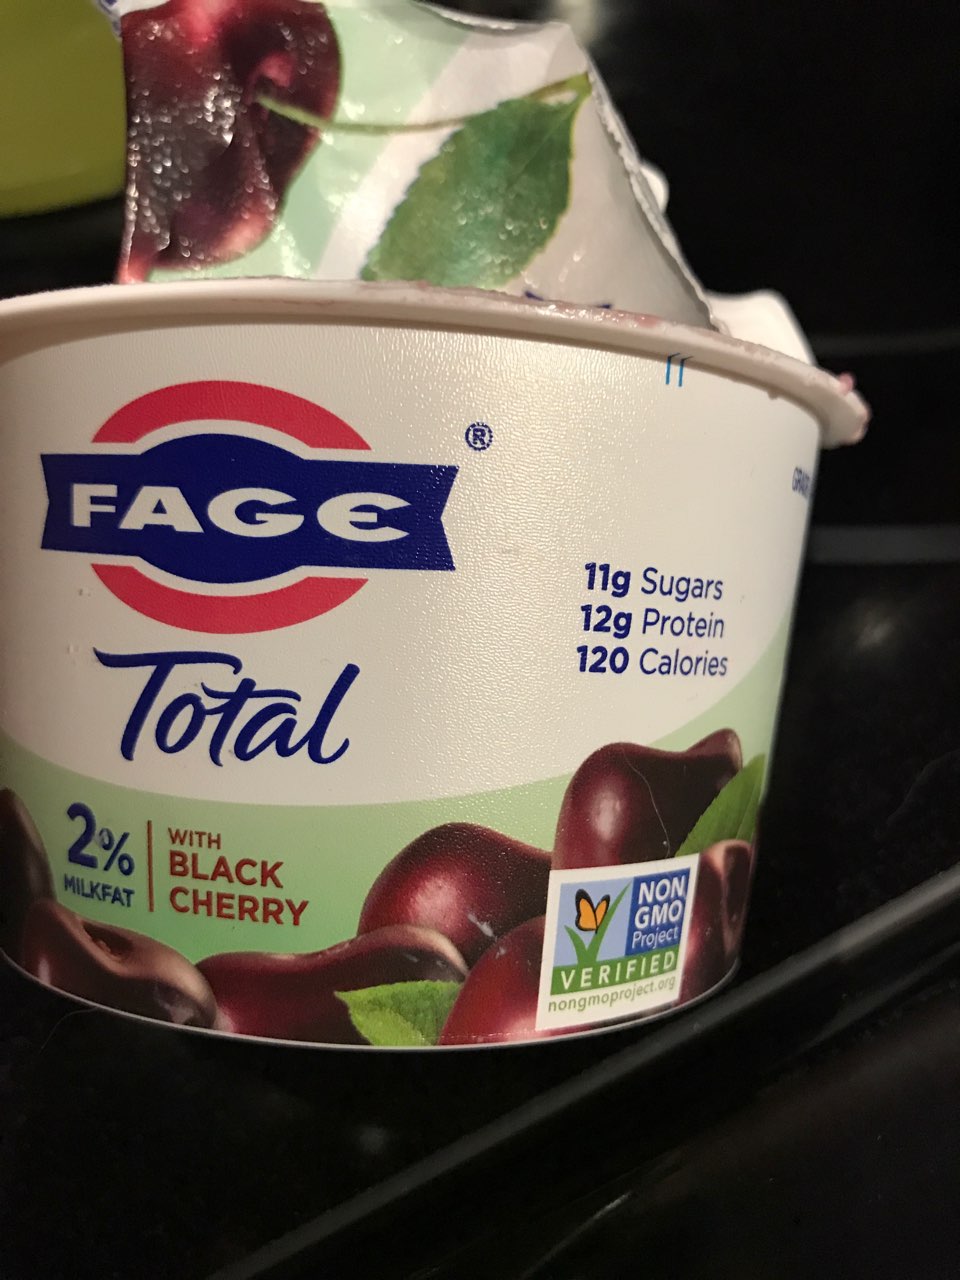 FAGE®
11g Sugars
12g Protein
120 Calories
Total
2%
MILKFAT
WITH
BLACK
CHERRY
NON
GMO
Project
VERIFIED
nongmoproject.org